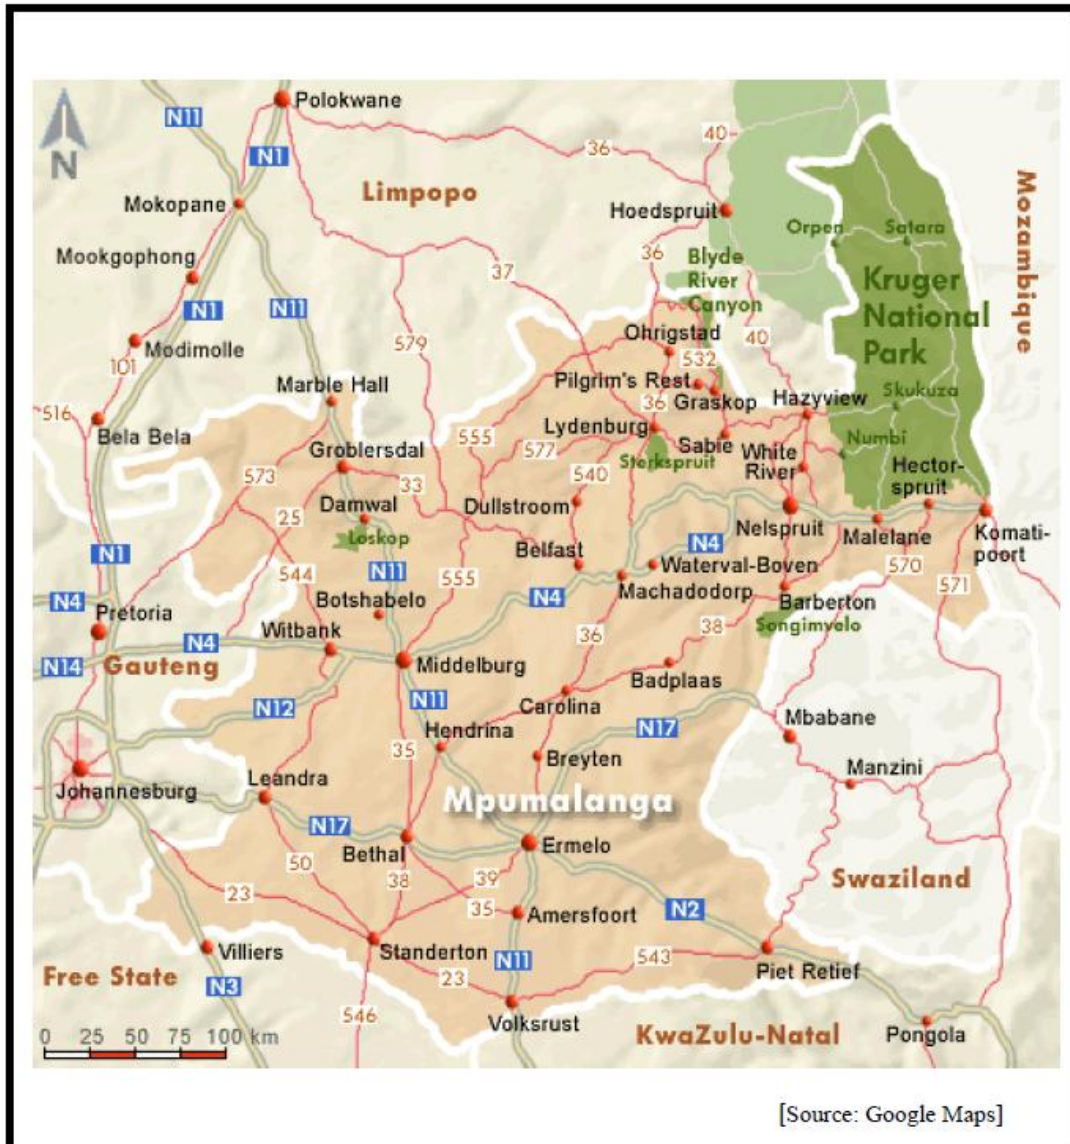 Polokwane
N11
40
36
N1
N
Limpopo
Mokopane
Hoedspruit
Mozambique
Orpen
Satara
Mookgophong
36
Blyde
River
Canyon
37
Kruger
National
Park
N1
N11
Ohrigstad
40
Modimolle
579
532
101
Marble Hall
Pilgrim's Rest
Skukuza
516
36
Graskop
Hazyview
Bela Bela
Lydenburg
555
Groblersdal
577
Sabie
Numbi
White
River
Sterkspruit
573
33
540
Hector-
spruit
Damwal
Dullstroom
25
Loskop
Nelspruit
Malelane
Komati-
poort
N1
Belfast
N4
544
N11
555
Waterval-Boven
570
571
N4
Botshabelo
N4
Machadodorp
Barberton
Pretoria
Songimvelo
Witbank
38
N4
36
N14
Gauteng
Middelburg
Badplaas
N11
Carolina
N12
Mbabane
Hendrina
N17
35
Breyten
Manzini
Leandra
Johannesburg
Mpumalanga
N17
Ermelo
Bethal
50
38
39
Swaziland
23
35
Amersfoort
N2
Villiers
Standerton
N11
543
Free State
23
Piet Retief
N3
546
Volksrust
KwaZulu-Natal
Pongola
0 25 50 75 100 km
[Source: Google Maps]